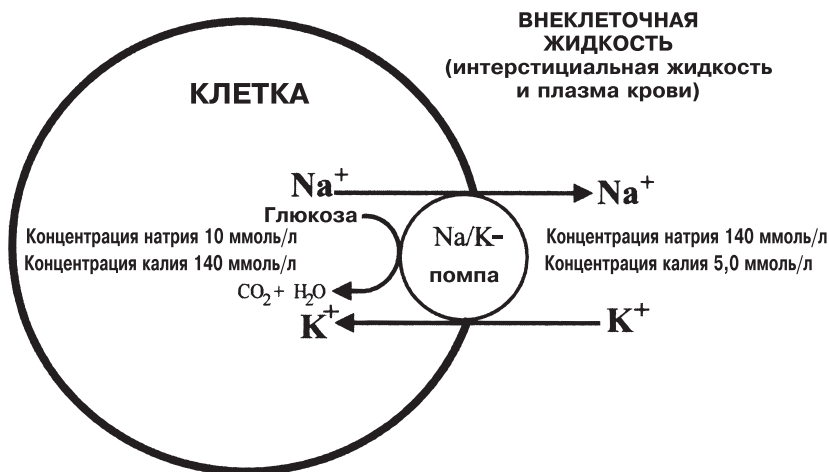 ВНЕКЛЕТОЧНАЯ
ЖИДКОСТЬ
(интерстициальная жидкость
и плазма крови)
КЛЕТКА
Na⁺
Na⁺
Глюкоза
Концентрация натрия 10 ммоль/л
Концентрация калия 140 ммоль/л
Na/K–
помпа
Концентрация натрия 140 ммоль/л
Концентрация калия 5,0 ммоль/л
CO₂ + H₂O
K⁺
K⁺